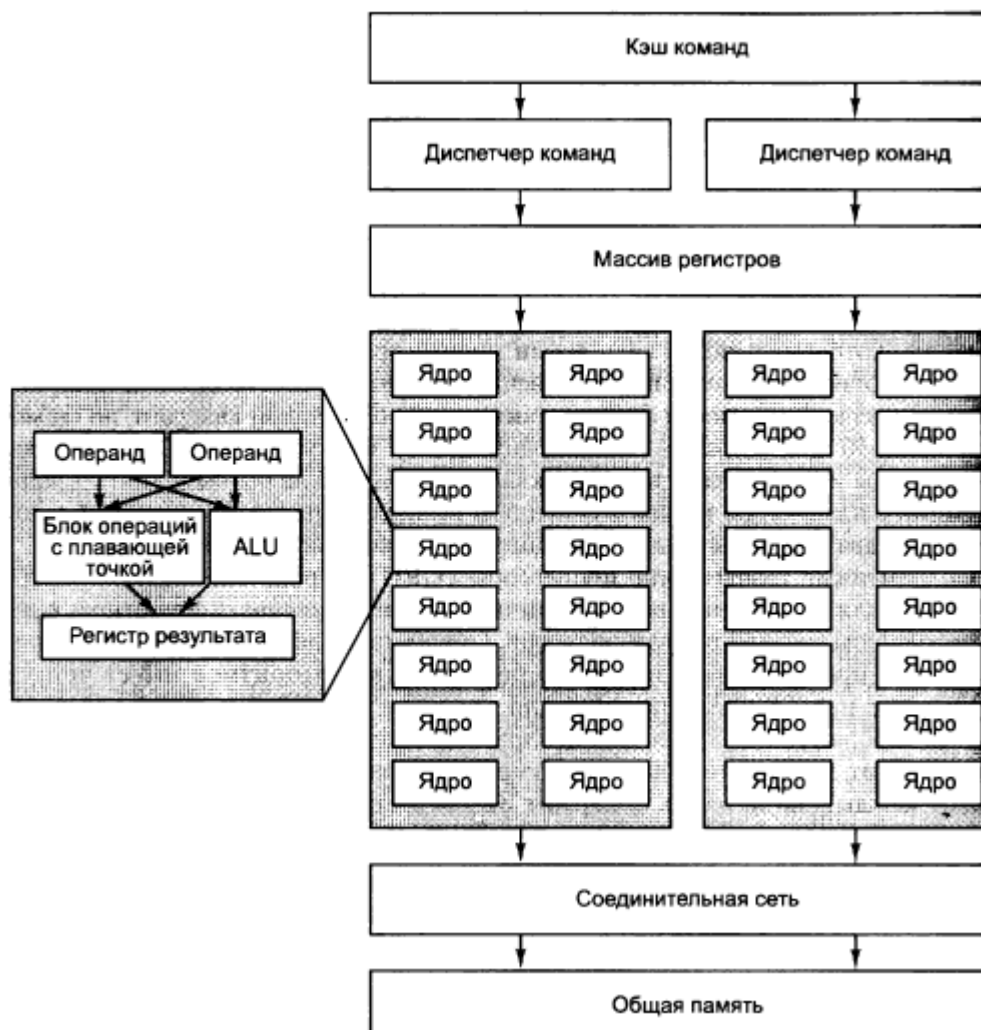 Кэш команд
Диспетчер команд
Диспетчер команд
Массив регистров
Ядро Ядро Ядро Ядро
Ядро Ядро Ядро Ядро
Ядро Ядро Ядро Ядро
Ядро Ядро Ядро Ядро
Ядро Ядро Ядро Ядро
Ядро Ядро Ядро Ядро
Ядро Ядро Ядро Ядро
Ядро Ядро Ядро Ядро
Операнд Операнд
Блок операций
с плавающей
точкой
ALU
Регистр результата
Соединительная сеть
Общая память